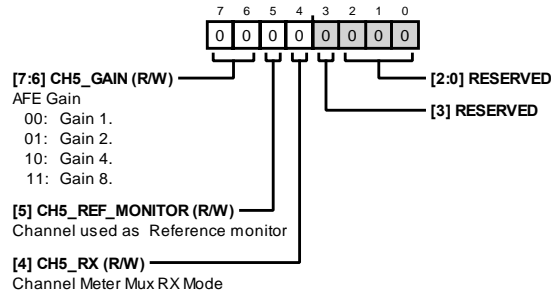 7 6 5 4 3 2 1 0
0 0 0 0 0 0 0 0
[7:6] CH5_GAIN (R/W)
AFE Gain
00: Gain 1.
01: Gain 2.
10: Gain 4.
11: Gain 8.
[5] CH5_REF_MONITOR (R/W)
Channel used as Reference monitor
[4] CH5_RX (R/W)
Channel Meter Mux RX Mode
[2:0] RESERVED
[3] RESERVED